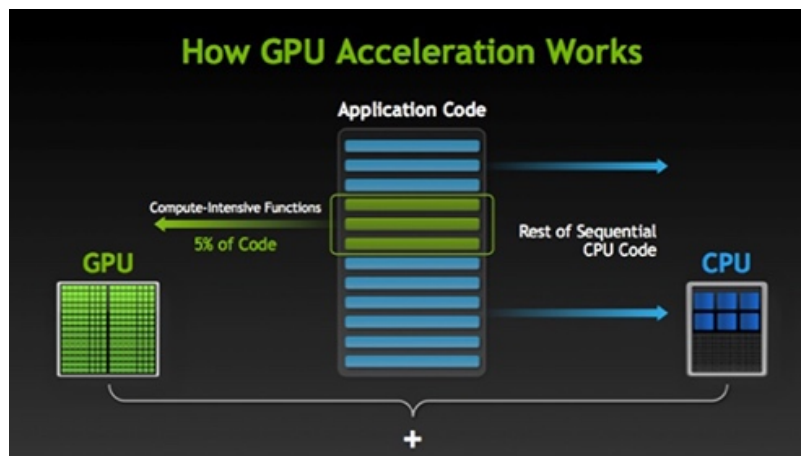 How GPU Acceleration Works
Application Code
Compute-Intensive Functions
5% of Code
Rest of Sequential
CPU Code
GPU
CPU
+